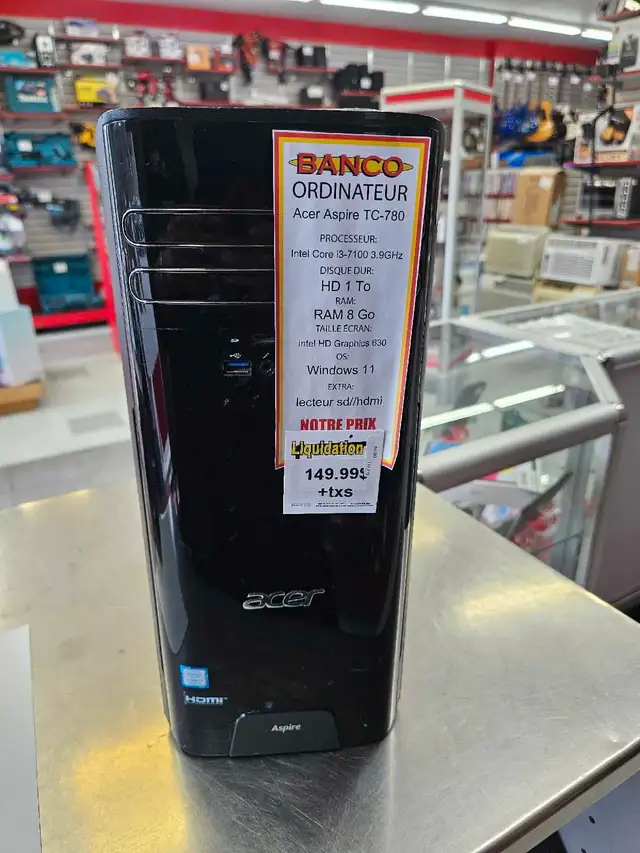 BANCO
ORDINATEUR
Acer Aspire TC-780
PROCESSEUR:
Intel Core i3-7100 3.9GHz
DISQUE DUR:
HD 1 To
RAM:
RAM 8 Go
TAILLE ÉCRAN:
Intel HD Graphics 630
OS:
Windows 11
EXTRA:
lecteur sd//hdmi
NOTRE PRIX
Liquidation
149.99$
+txs
acer
HDMI
Aspire